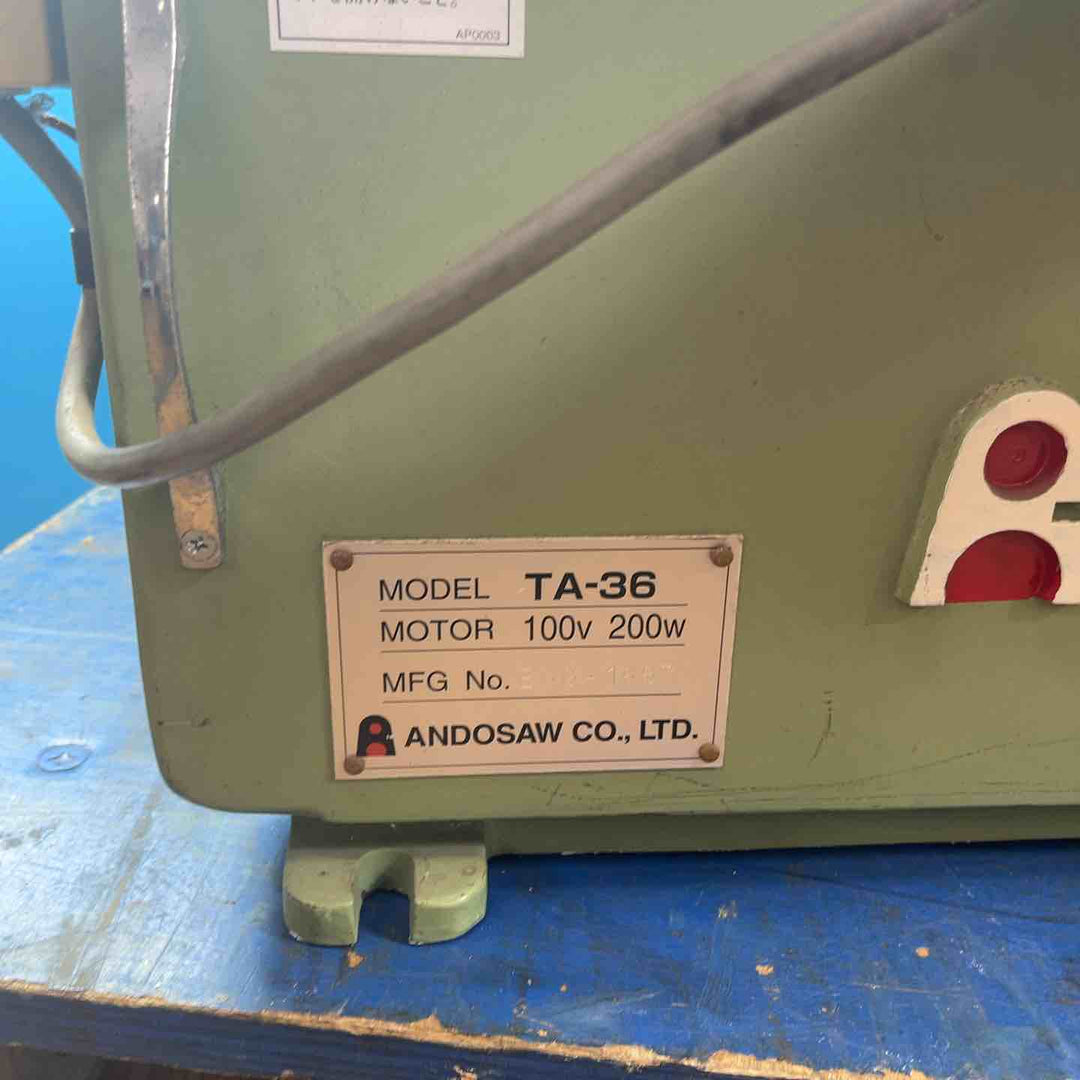 AP0003
MODEL TA-36
MOTOR 100v 200w
MFG No.
ANDOSAW CO., LTD.